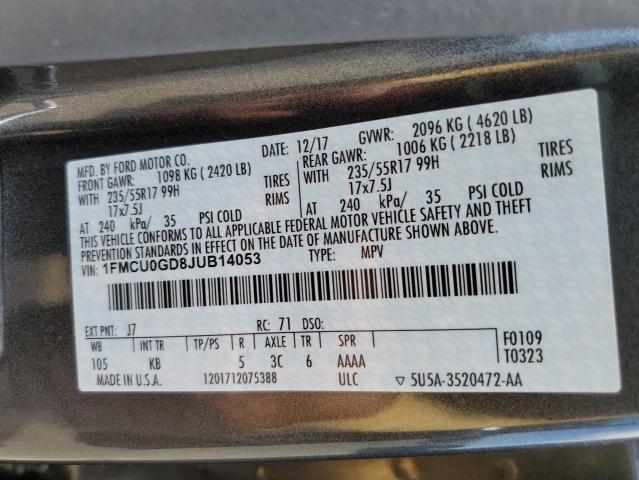 MFD. BY FORD MOTOR CO.
DATE: 12/17 GVWR: 2096 KG ( 4620 LB)
FRONT GAWR: 1098 KG ( 2420 LB) REAR GAWR: 1006 KG ( 2218 LB)
WITH 235/55R17 99H TIRES WITH 235/55R17 99H TIRES
17x7.5J RIMS 17x7.5J RIMS
AT 240 kPa/ 35 PSI COLD AT 240 kPa/ 35 PSI COLD
THIS VEHICLE CONFORMS TO ALL APPLICABLE FEDERAL MOTOR VEHICLE SAFETY AND THEFT
PREVENTION STANDARDS IN EFFECT ON THE DATE OF MANUFACTURE SHOWN ABOVE.
VIN: 1FMCU0GD8JUB14053 TYPE: MPV
EXT PNT: J7 RC: 71 DSO:
WB INT TR TP/PS R AXLE TR SPR F0109
105 KB 5 3C 6 AAAA T0323
MADE IN U.S.A. 1201712075388 ULC ▽ 5U5A-3520472-AA